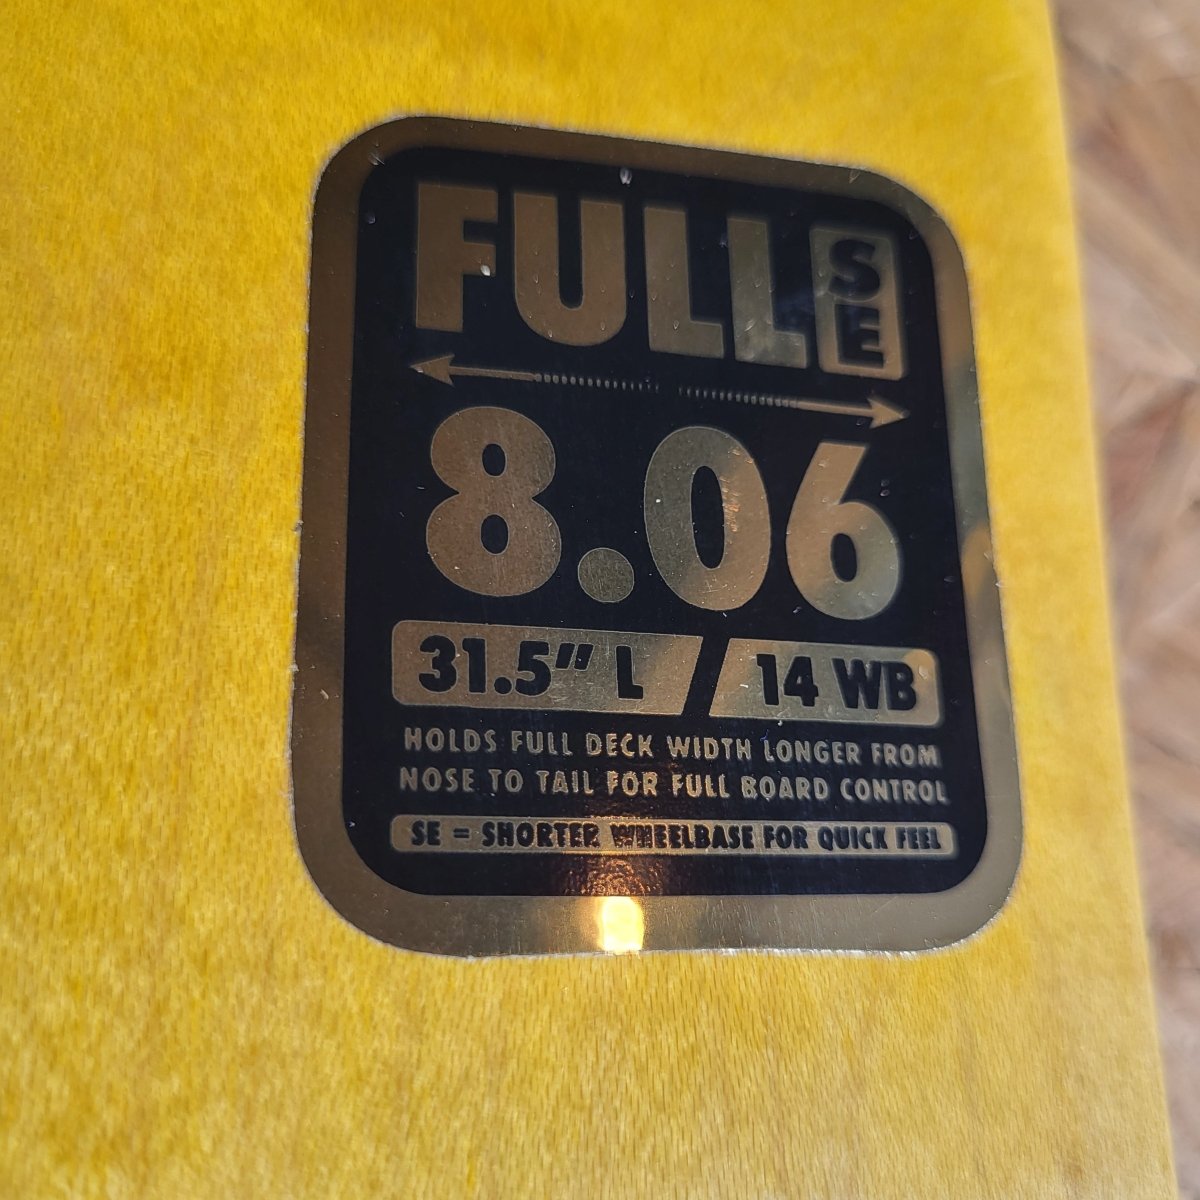 FULL SE
8.06
31.5" L 14 WB
HOLDS FULL DECK WIDTH LONGER FROM
NOSE TO TAIL FOR FULL BOARD CONTROL
SE = SHORTER WHEELBASE FOR QUICK FEEL